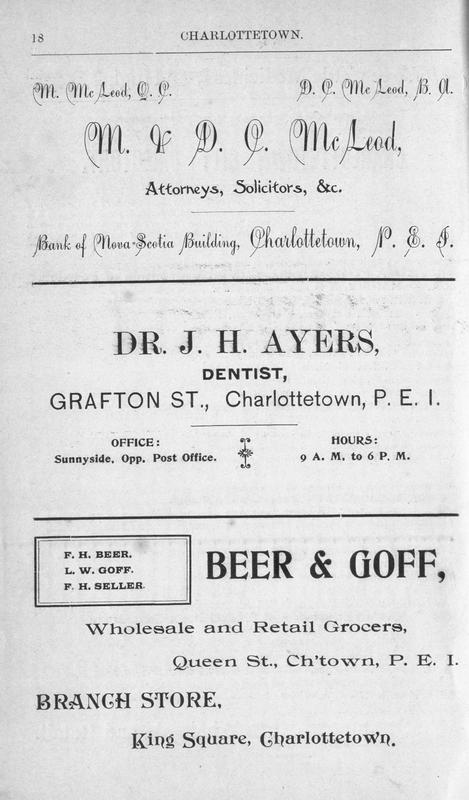 18
CHARLOTTETOWN.
M. McLeod, Q. C.
D. C. McLeod, B. A.
M. & D. C. McLeod,
Attorneys, Solicitors, &c.
Bank of Nova-Scotia Building, Charlottetown, P. E. I.
DR. J. H. AYERS,
DENTIST,
GRAFTON ST., Charlottetown, P. E. I.
OFFICE:
Sunnyside, Opp. Post Office.
HOURS:
9 A. M. to 6 P. M.
F. H. BEER.
L. W. GOFF.
F. H. SELLER.
BEER & GOFF,
Wholesale and Retail Grocers,
Queen St., Ch'town, P. E. I.
BRANCH STORE,
King Square, Charlottetown.